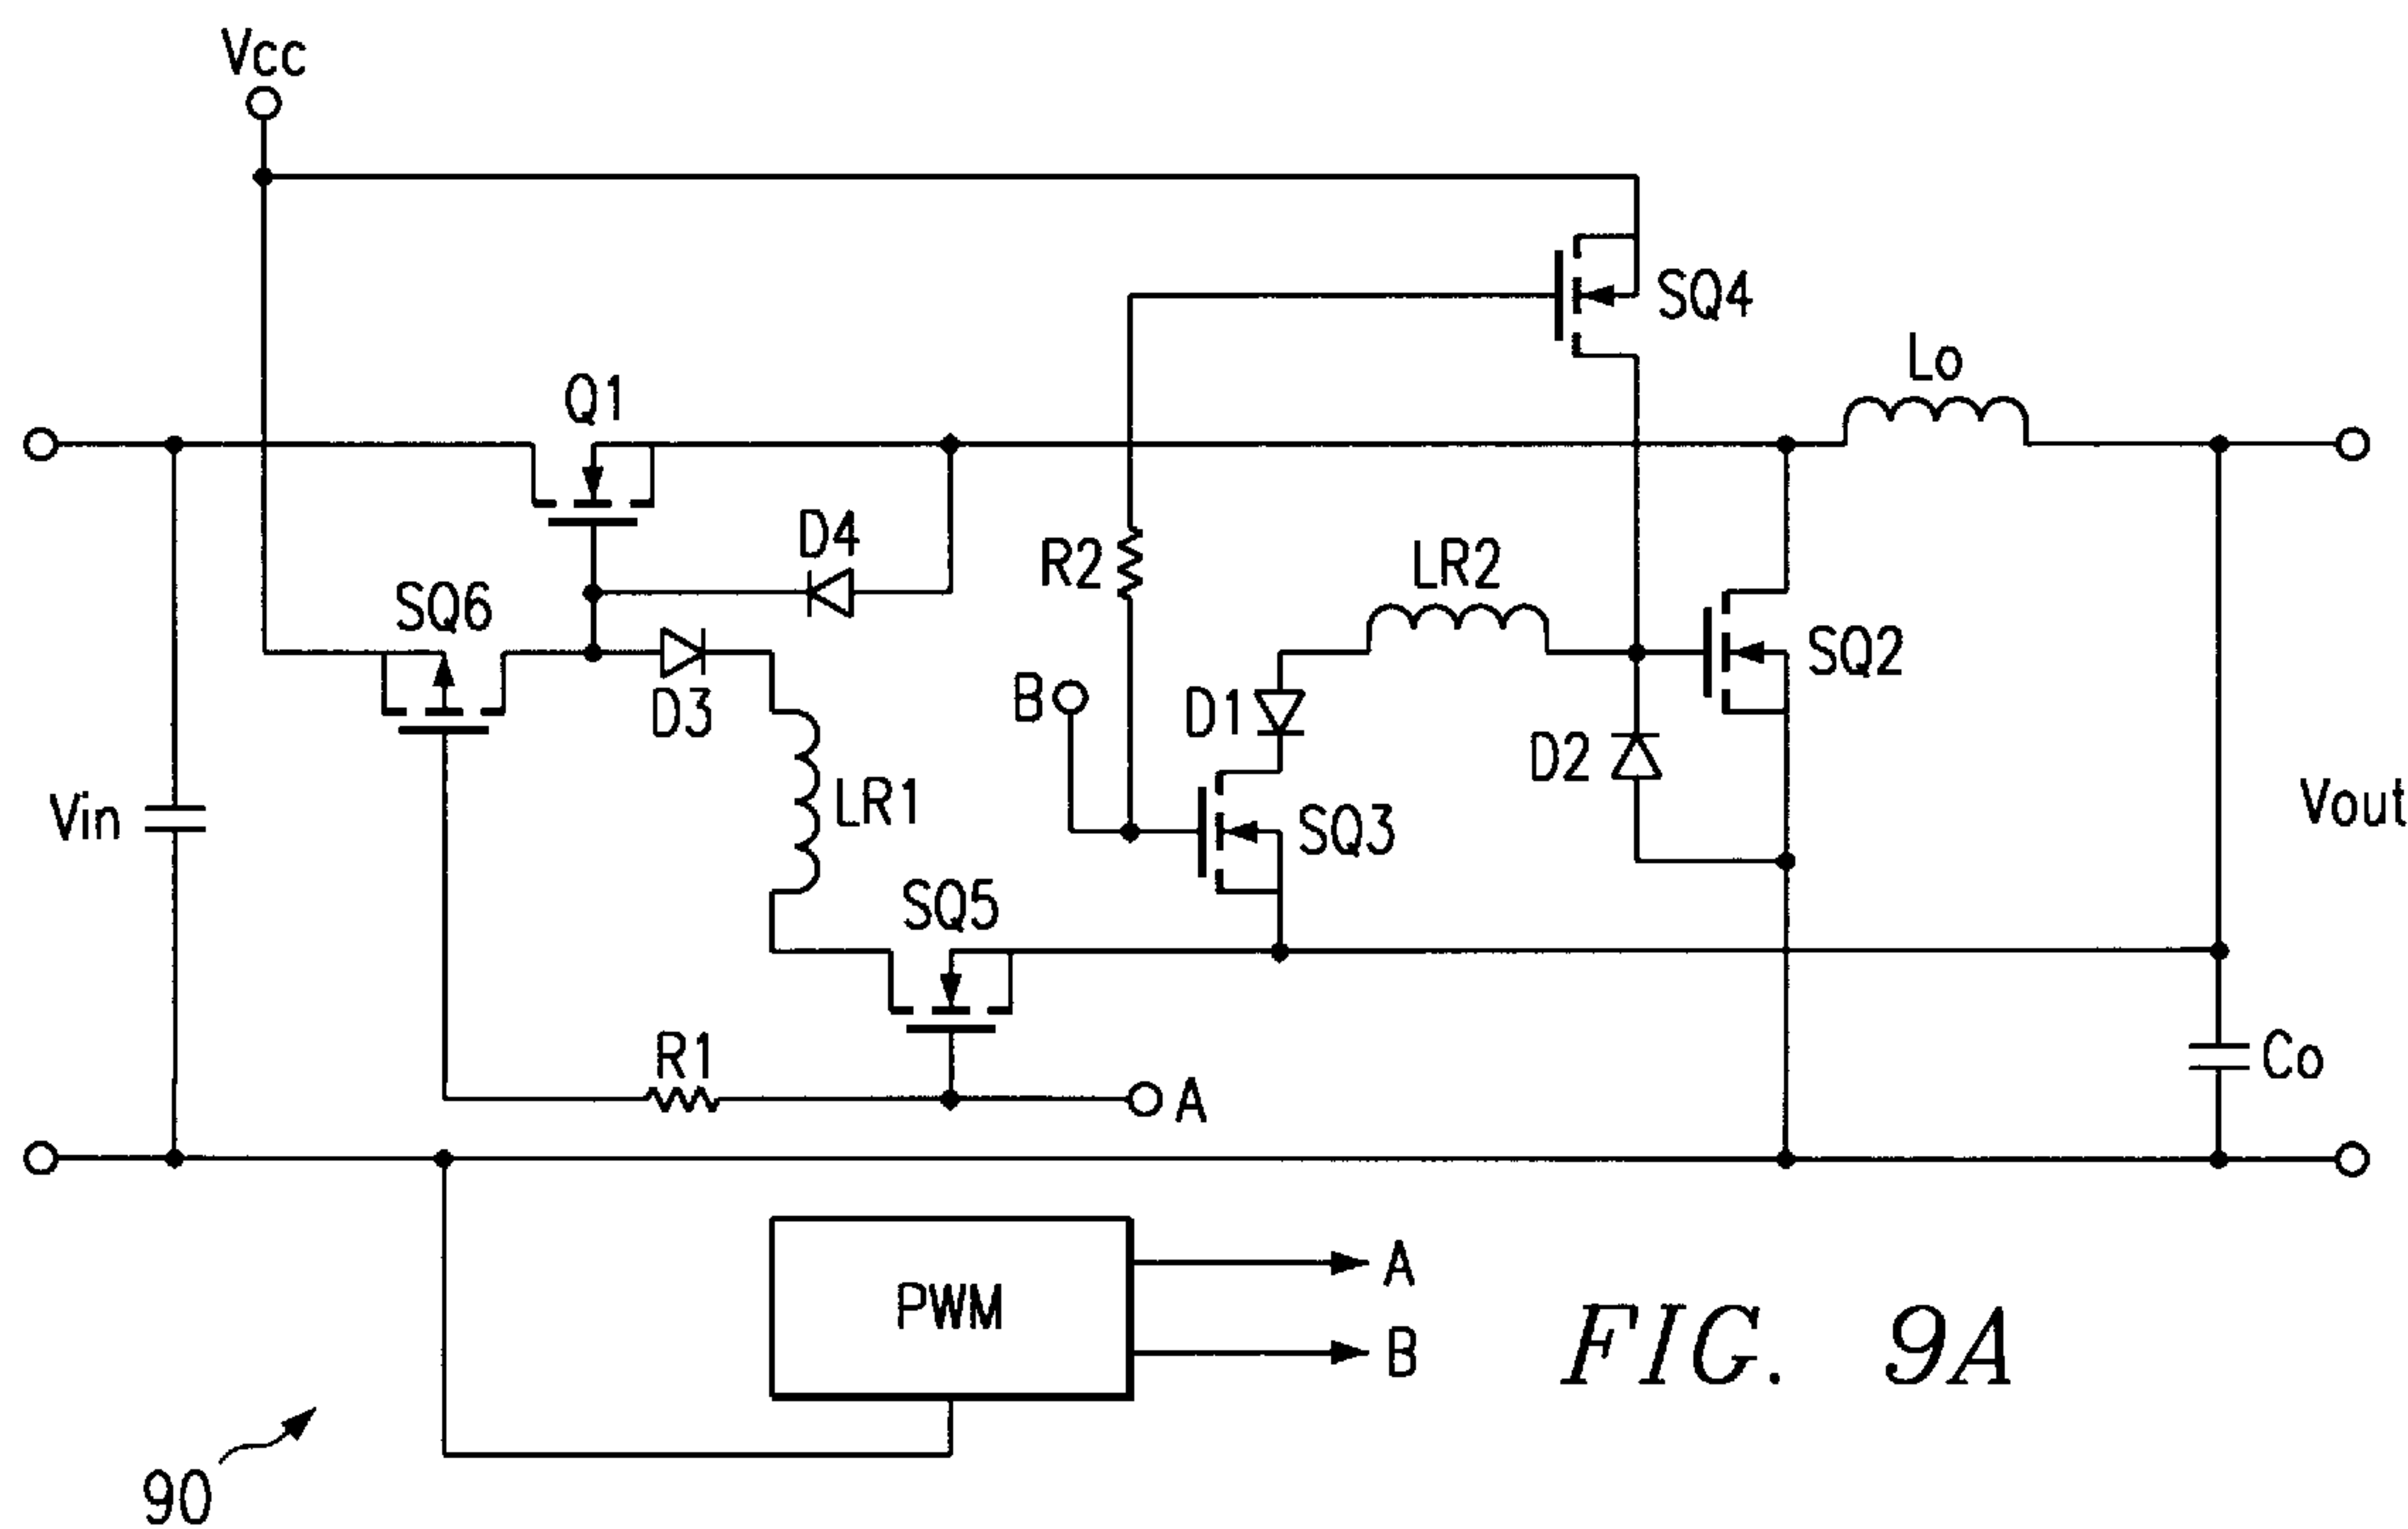 Vcc
SQ4
Lo
Q1
D4
R2
LR2
SQ6
SQ2
B
D1
D3
D2
Vin
LR1
SQ3
Vout
SQ5
R1
Co
A
A
PWM
B
FIG. 9A
90